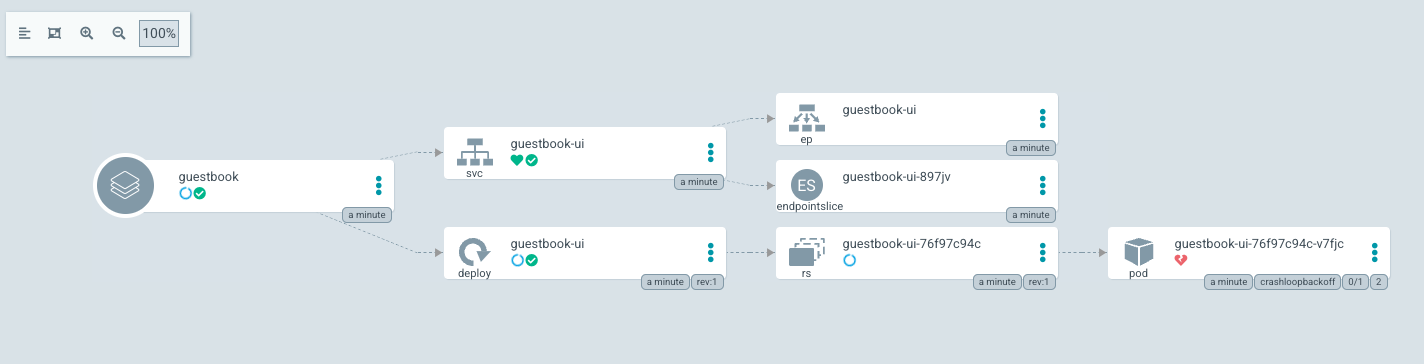 100%
guestbook
a minute
guestbook-ui
svc
a minute
guestbook-ui
deploy
a minute rev:1
guestbook-ui
ep
a minute
ES
guestbook-ui-897jv
endpointslice
a minute
guestbook-ui-76f97c94c
rs
a minute rev:1
guestbook-ui-76f97c94c-v7fjc
pod
a minute crashloopbackoff 0/1 2